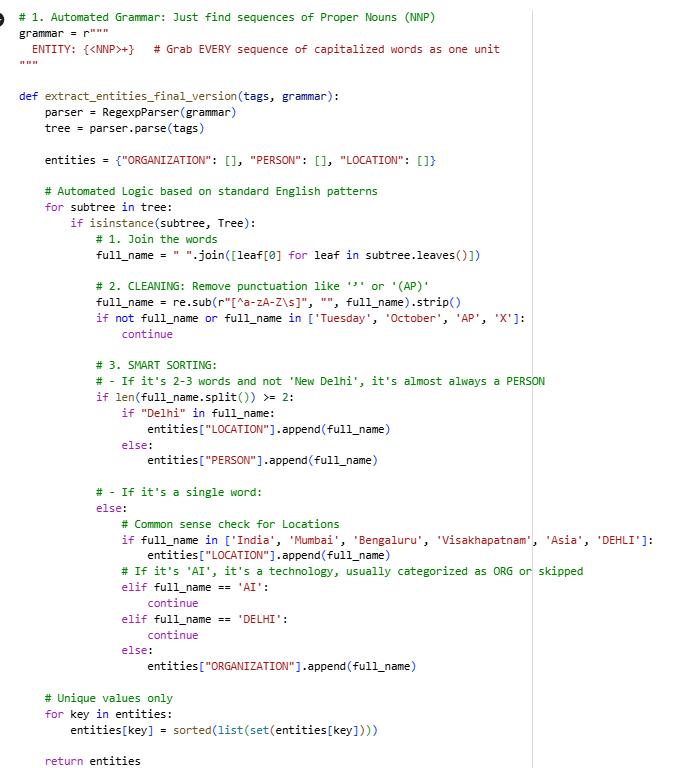 # 1. Automated Grammar: Just find sequences of Proper Nouns (NNP)
grammar = r"""
  ENTITY: {<NNP>+}   # Grab EVERY sequence of capitalized words as one unit
"""

def extract_entities_final_version(tags, grammar):
    parser = RegexpParser(grammar)
    tree = parser.parse(tags)

    entities = {"ORGANIZATION": [], "PERSON": [], "LOCATION": []}

    # Automated Logic based on standard English patterns
    for subtree in tree:
        if isinstance(subtree, Tree):
            # 1. Join the words
            full_name = " ".join([leaf[0] for leaf in subtree.leaves()])

            # 2. CLEANING: Remove punctuation like '’' or '(AP)'
            full_name = re.sub(r"[^a-zA-Z\s]", "", full_name).strip()
            if not full_name or full_name in ['Tuesday', 'October', 'AP', 'X']:
                continue

            # 3. SMART SORTING:
            # - If it's 2-3 words and not 'New Delhi', it's almost always a PERSON
            if len(full_name.split()) >= 2:
                if "Delhi" in full_name:
                    entities["LOCATION"].append(full_name)
                else:
                    entities["PERSON"].append(full_name)

            # - If it's a single word:
            else:
                # Common sense check for Locations
                if full_name in ['India', 'Mumbai', 'Bengaluru', 'Visakhapatnam', 'Asia', 'DEHLI']:
                    entities["LOCATION"].append(full_name)
                # If it's 'AI', it's a technology, usually categorized as ORG or skipped
                elif full_name == 'AI':
                    continue
                elif full_name == 'DELHI':
                    continue
                else:
                    entities["ORGANIZATION"].append(full_name)

    # Unique values only
    for key in entities:
        entities[key] = sorted(list(set(entities[key])))

    return entities